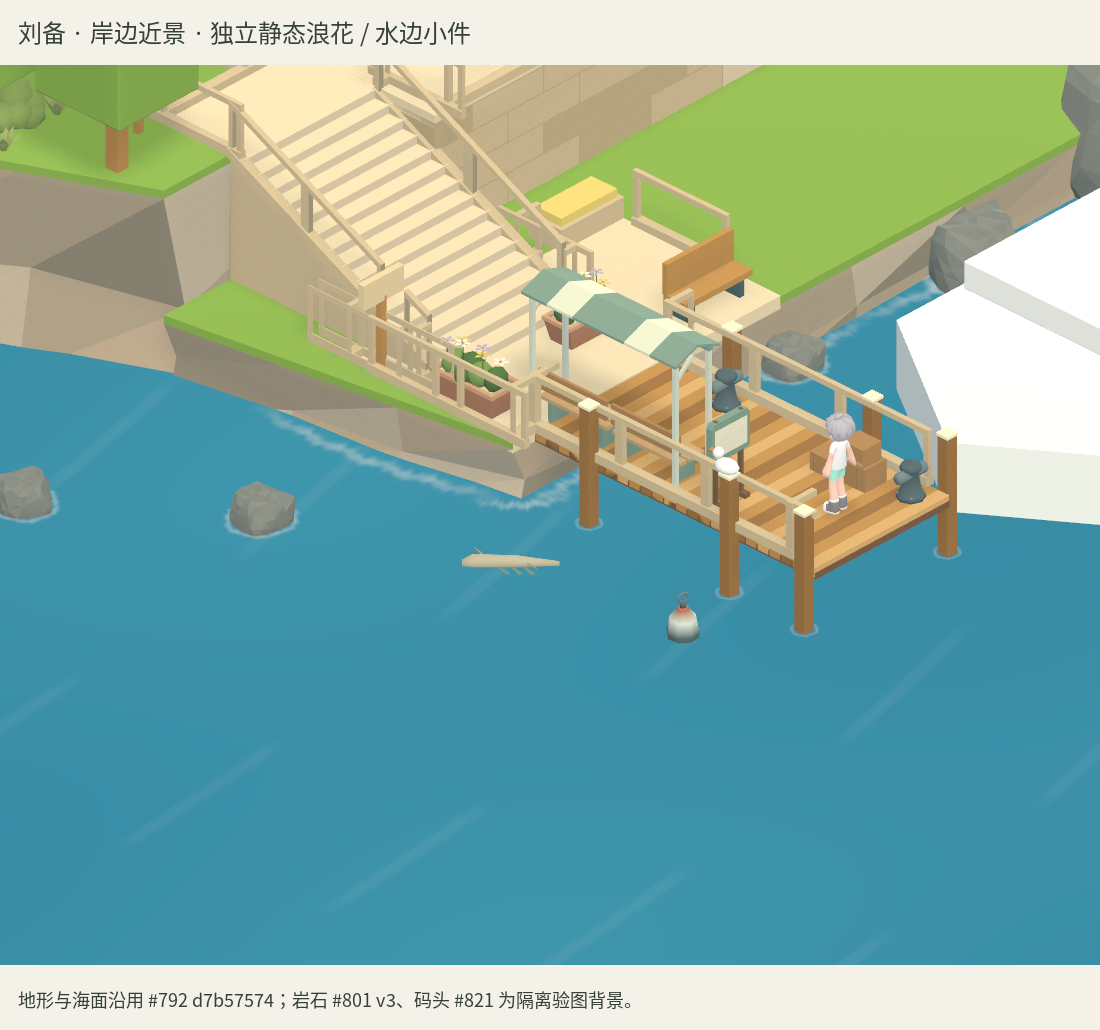 刘备 · 岸边近景 · 独立静态浪花 / 水边小件
地形与海面沿用 #792 d7b57574；岩石 #801 v3、码头 #821 为隔离验图背景。